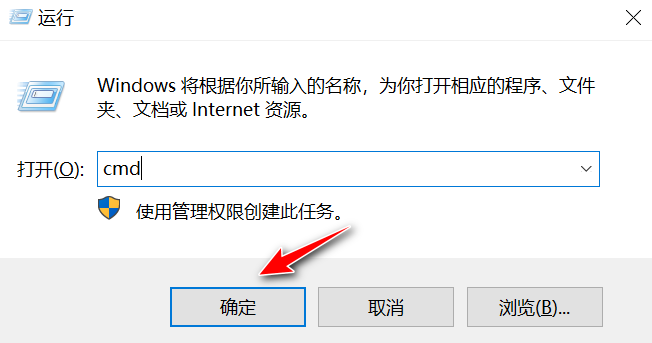 运行
Windows 将根据你所输入的名称，为你打开相应的程序、文件
夹、文档或 Internet 资源。
打开(O): cmd
使用管理权限创建此任务。
确定 取消 浏览(B)...